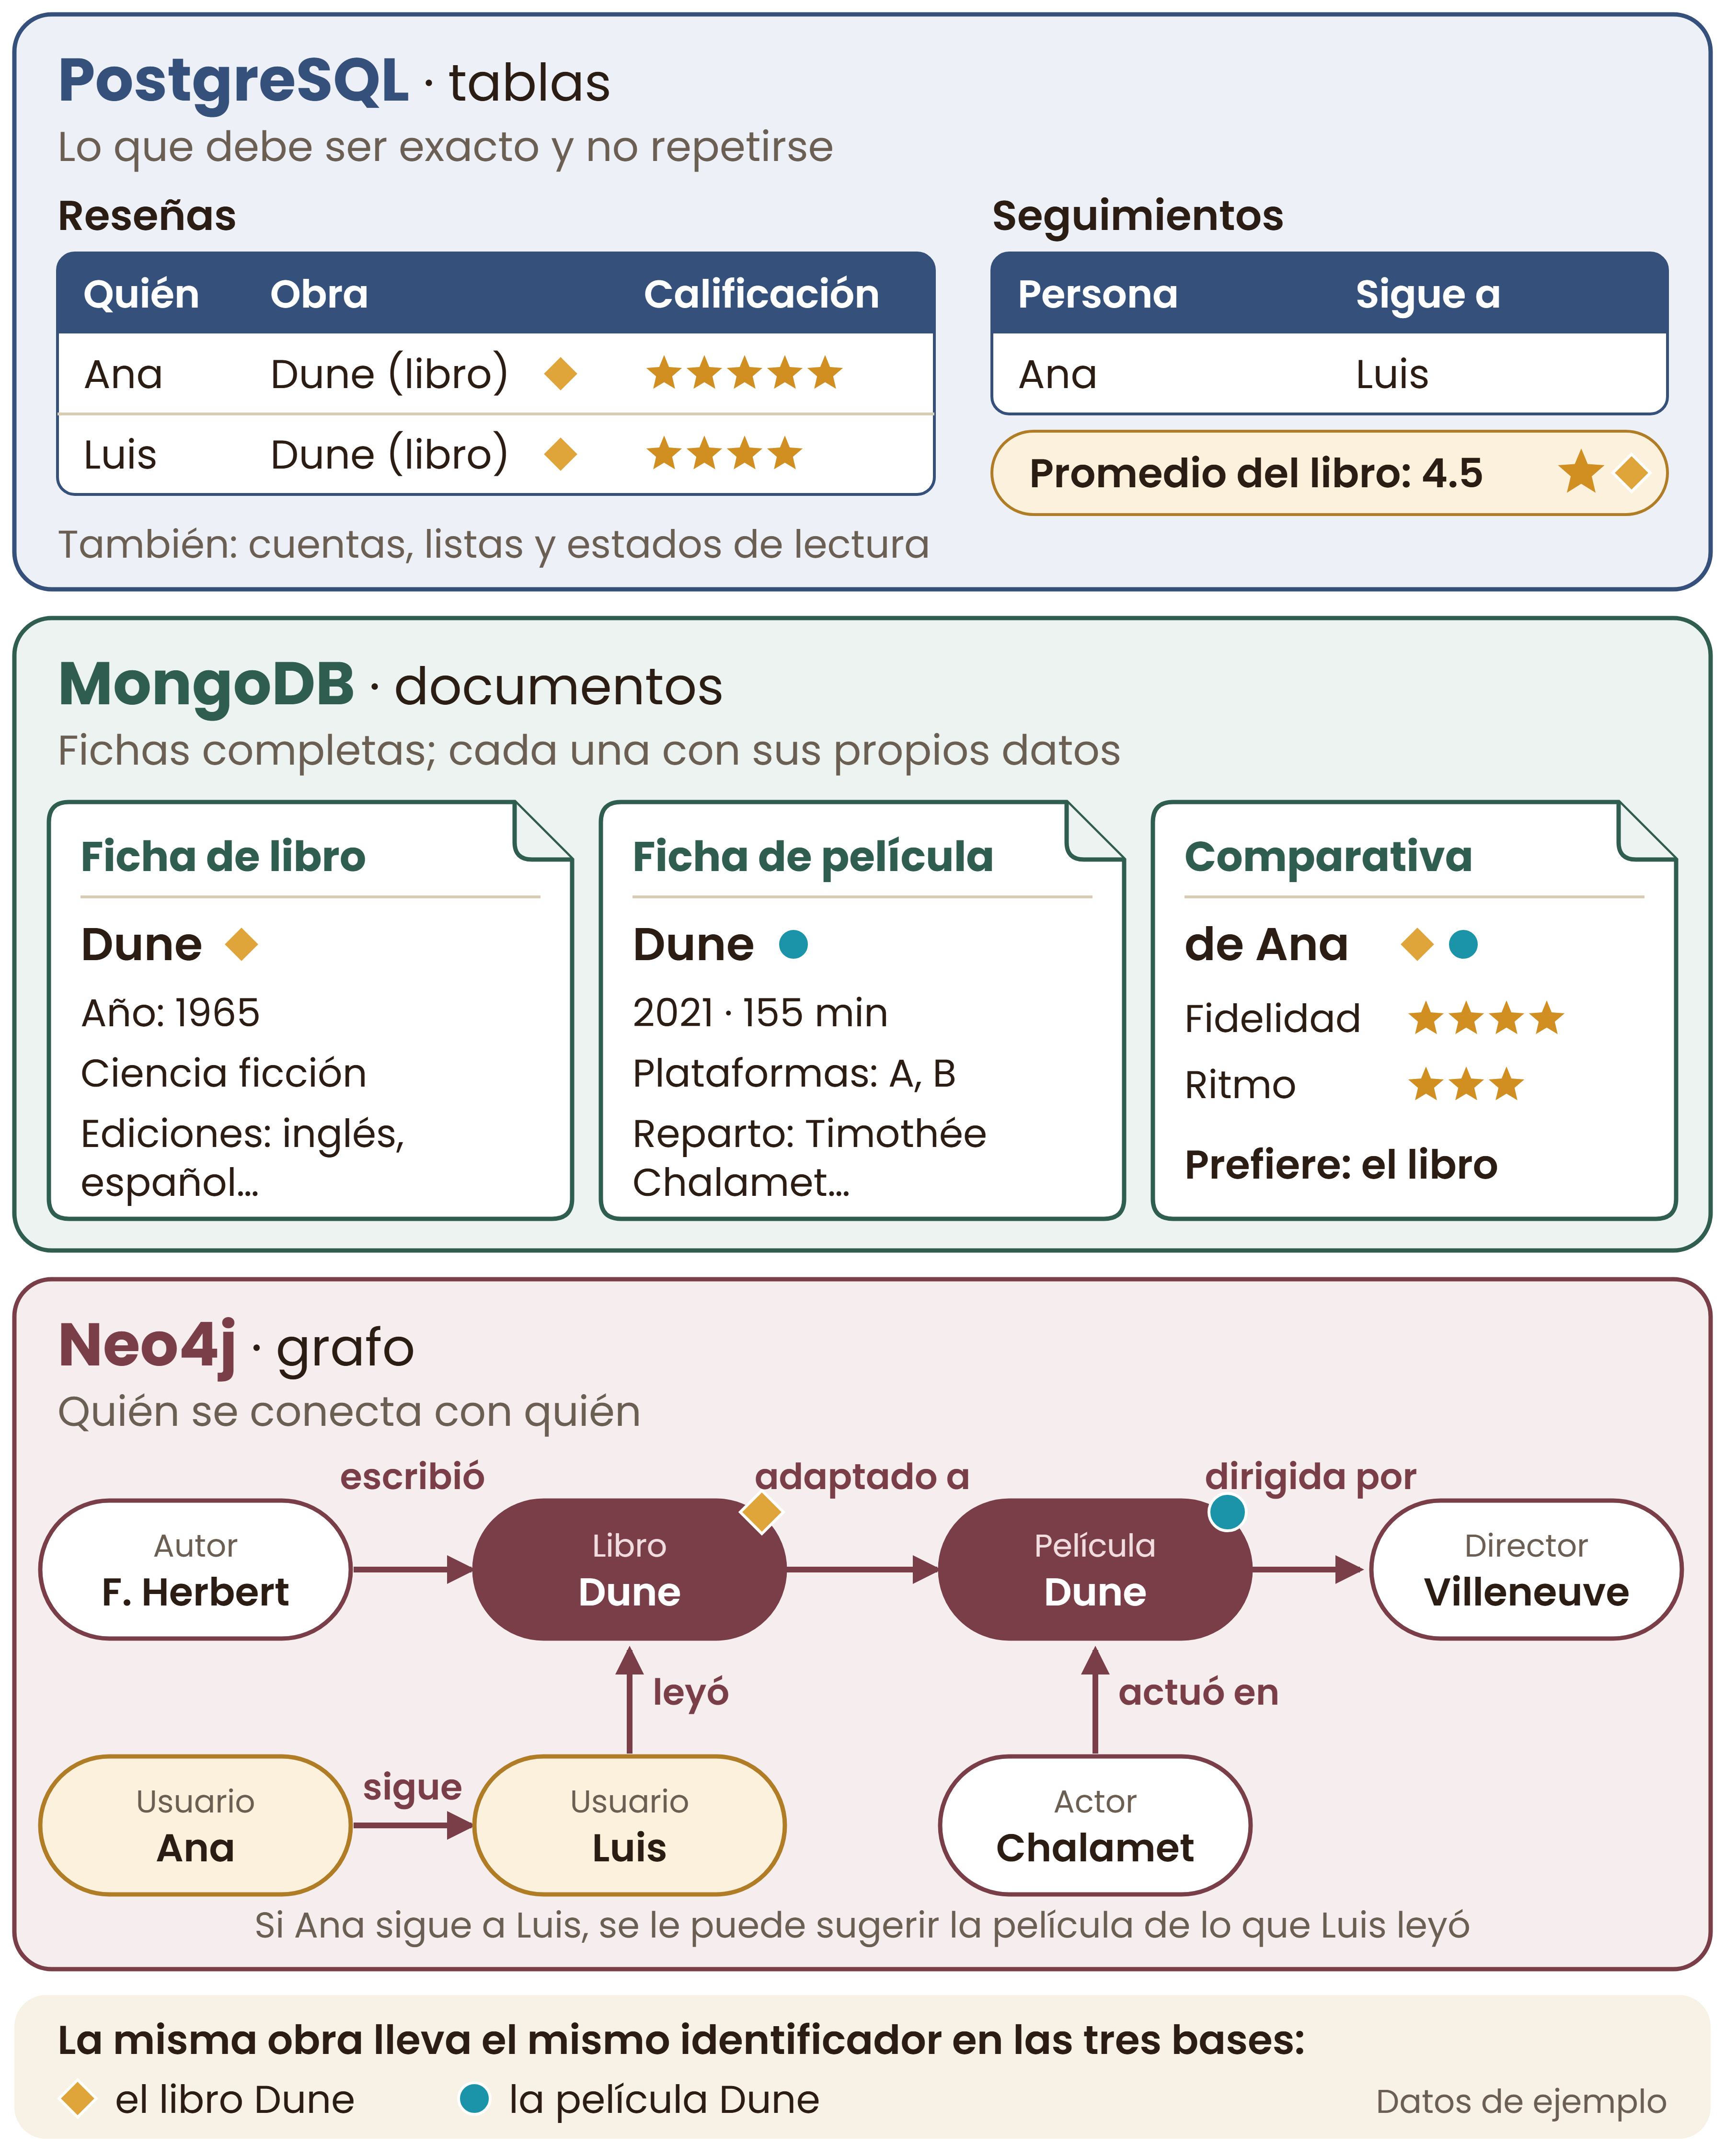 PostgreSQL · tablas
Lo que debe ser exacto y no repetirse
Reseñas
Quién Obra Calificación
Ana Dune (libro)
Luis Dune (libro)
También: cuentas, listas y estados de lectura
Seguimientos
Persona Sigue a
Ana Luis
Promedio del libro: 4.5
MongoDB · documentos
Fichas completas; cada una con sus propios datos
Ficha de libro
Dune
Año: 1965
Ciencia ficción
Ediciones: inglés,
español...
Ficha de película
Dune
2021 · 155 min
Plataformas: A, B
Reparto: Timothée
Chalamet...
Comparativa
de Ana
Fidelidad
Ritmo
Prefiere: el libro
Neo4j · grafo
Quién se conecta con quién
escribió adaptado a dirigida por
Autor
F. Herbert
Libro
Dune
Película
Dune
Director
Villeneuve
leyó
actuó en
Usuario
Ana
sigue
Usuario
Luis
Actor
Chalamet
Si Ana sigue a Luis, se le puede sugerir la película de lo que Luis leyó
La misma obra lleva el mismo identificador en las tres bases:
el libro Dune
la película Dune
Datos de ejemplo